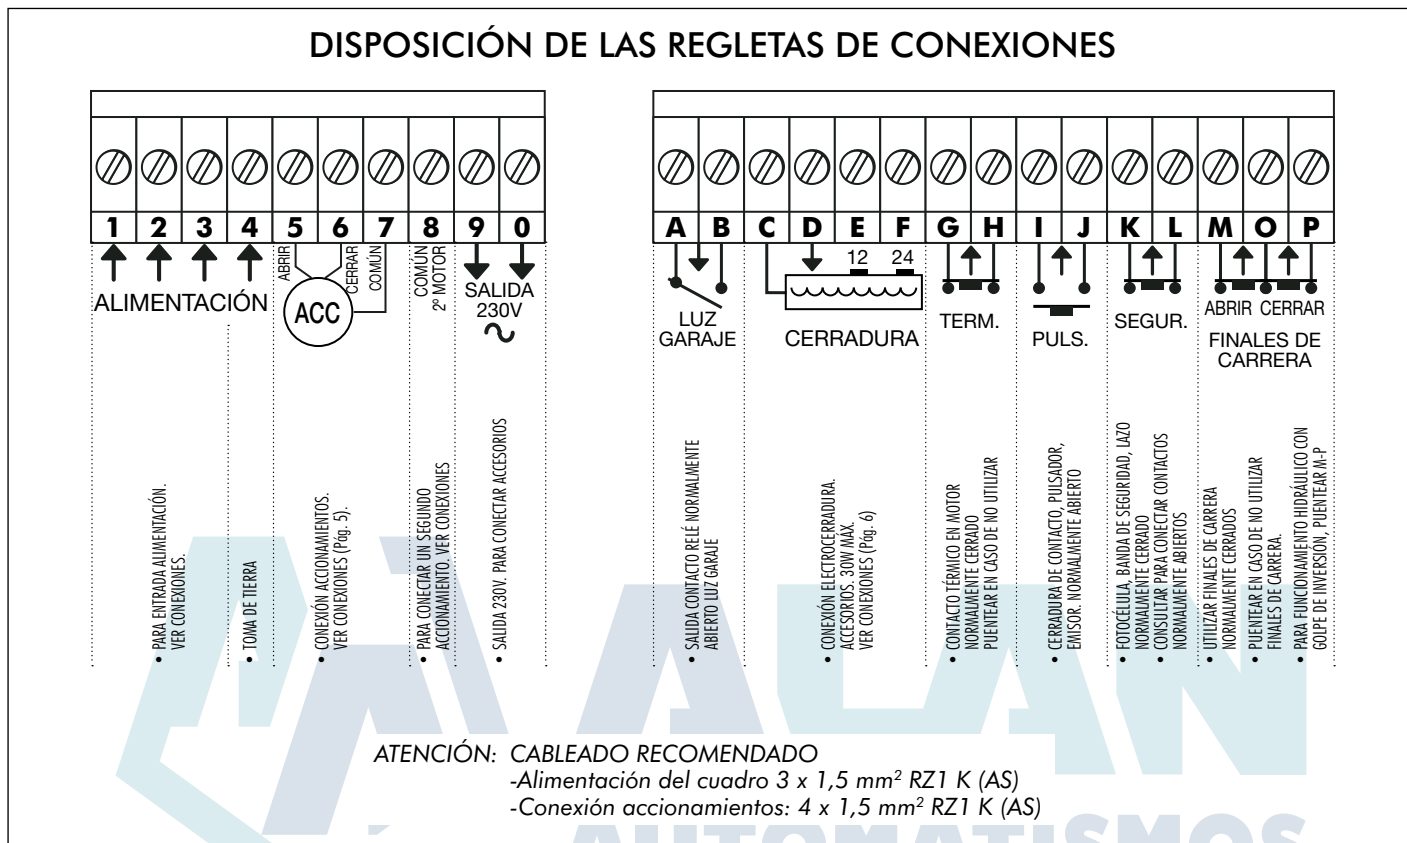 DISPOSICIÓN DE LAS REGLETAS DE CONEXIONES
1 2 3 4 5 6 7 8 9 0
ALIMENTACIÓN
ABRIR
CERRAR
COMÚN
ACC
COMÚN
2º MOTOR
SALIDA
230V
• PARA ENTRADA ALIMENTACIÓN.
VER CONEXIONES.
• TOMA DE TIERRA
• CONEXIÓN ACCIONAMIENTOS.
VER CONEXIONES (Pág. 5).
• PARA CONECTAR UN SEGUNDO
ACCIONAMIENTO. VER CONEXIONES
• SALIDA 230V. PARA CONECTAR ACCESORIOS
A B C D E F G H I J K L M O P
LUZ
GARAJE
12 24
CERRADURA
TERM.
PULS.
SEGUR.
ABRIR CERRAR
FINALES DE
CARRERA
• SALIDA CONTACTO RELÉ NORMALMENTE
ABIERTO LUZ GARAJE
• CONEXIÓN ELECTROCERRADURA.
ACCESORIOS. 30W MÁX.
VER CONEXIONES (Pág. 6)
• CONTACTO TÉRMICO EN MOTOR
NORMALMENTE CERRADO
PUENTEAR EN CASO DE NO UTILIZAR
• CERRADURA DE CONTACTO, PULSADOR,
EMISOR. NORMALMENTE ABIERTO
• FOTOCÉLULA, BANDA DE SEGURIDAD, LAZO
NORMALMENTE CERRADO
• CONSULTAR PARA CONECTAR CONTACTOS
NORMALMENTE ABIERTOS
• UTILIZAR FINALES DE CARRERA
NORMALMENTE CERRADOS
• PUENTEAR EN CASO DE NO UTILIZAR
FINALES DE CARRERA.
• PARA FUNCIONAMIENTO HIDRÁULICO CON
GOLPE DE INVERSIÓN, PUENTEAR M-P
ATENCIÓN: CABLEADO RECOMENDADO
-Alimentación del cuadro 3 x 1,5 mm² RZ1 K (AS)
-Conexión accionamientos: 4 x 1,5 mm² RZ1 K (AS)
ALAN
AUTOMATISMOS